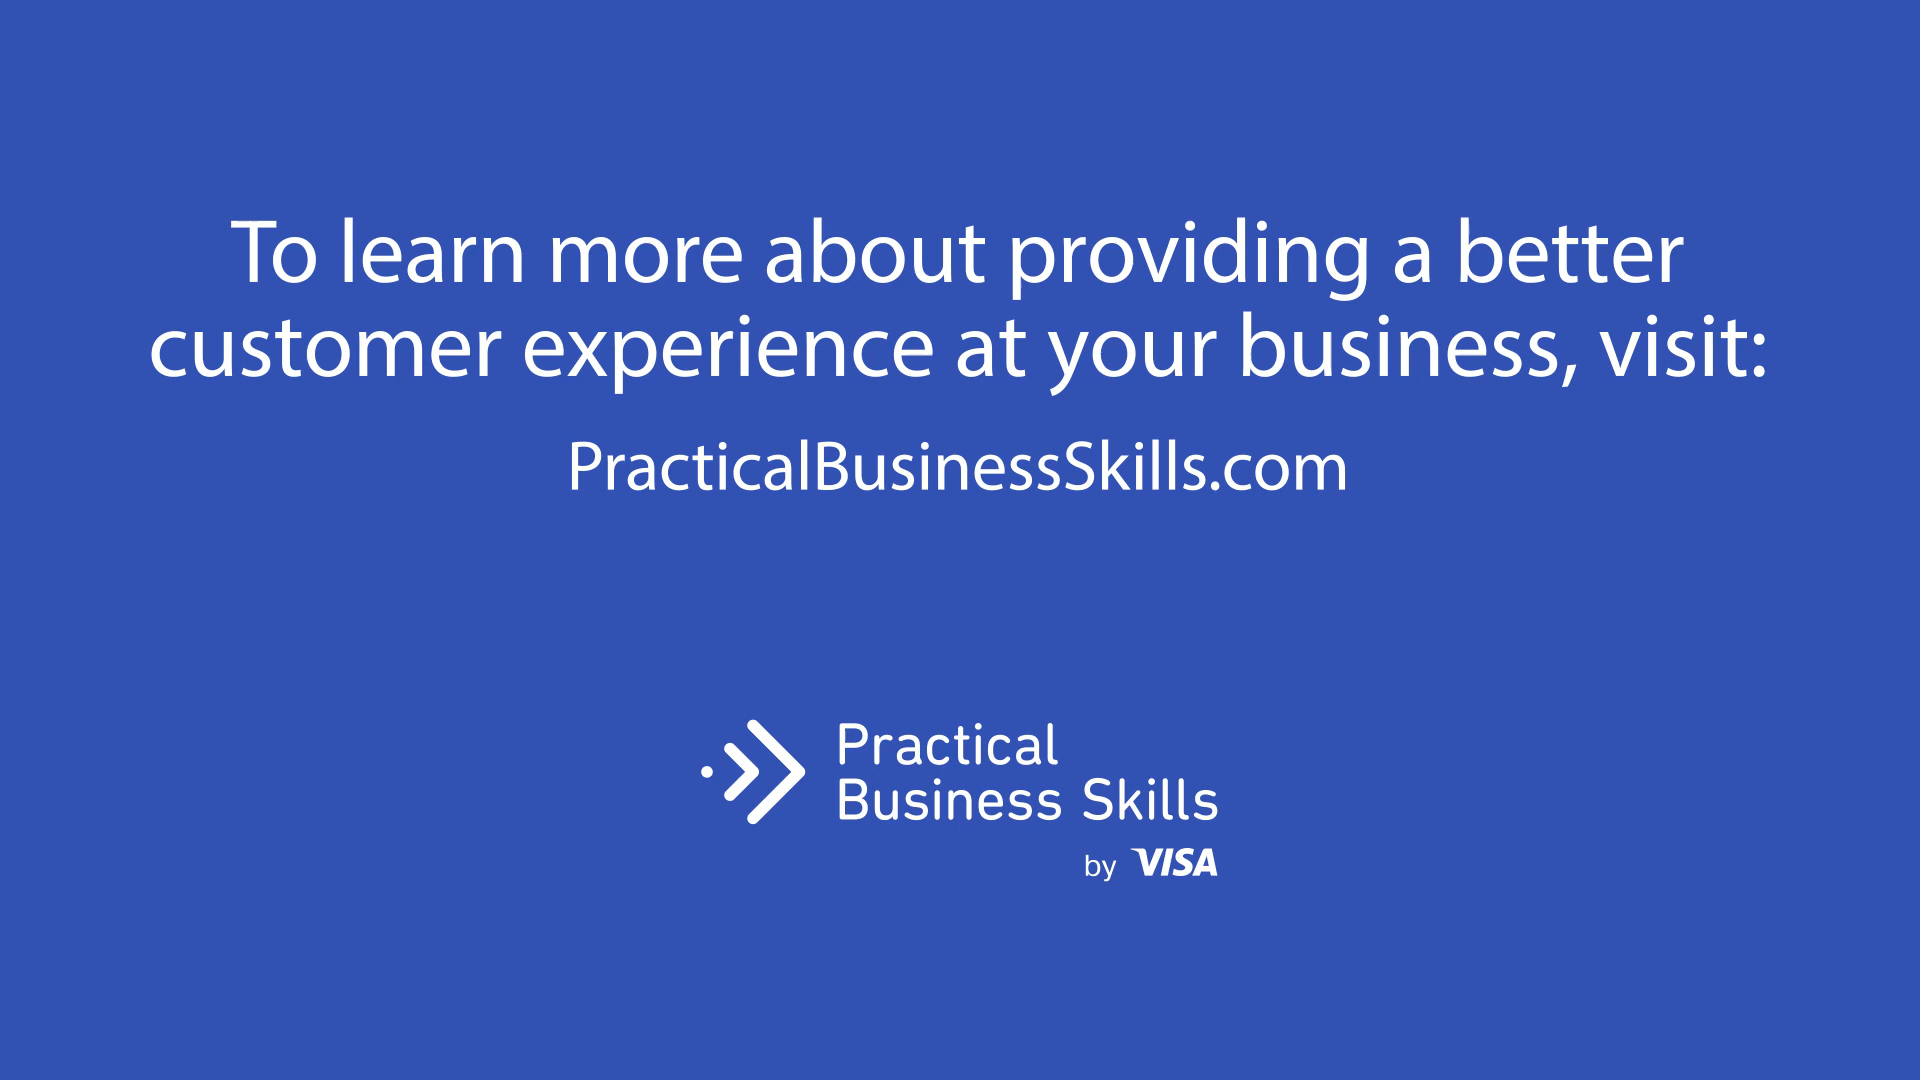 To learn more about providing a better
customer experience at your business, visit:
PracticalBusinessSkills.com
Practical
Business Skills
by VISA